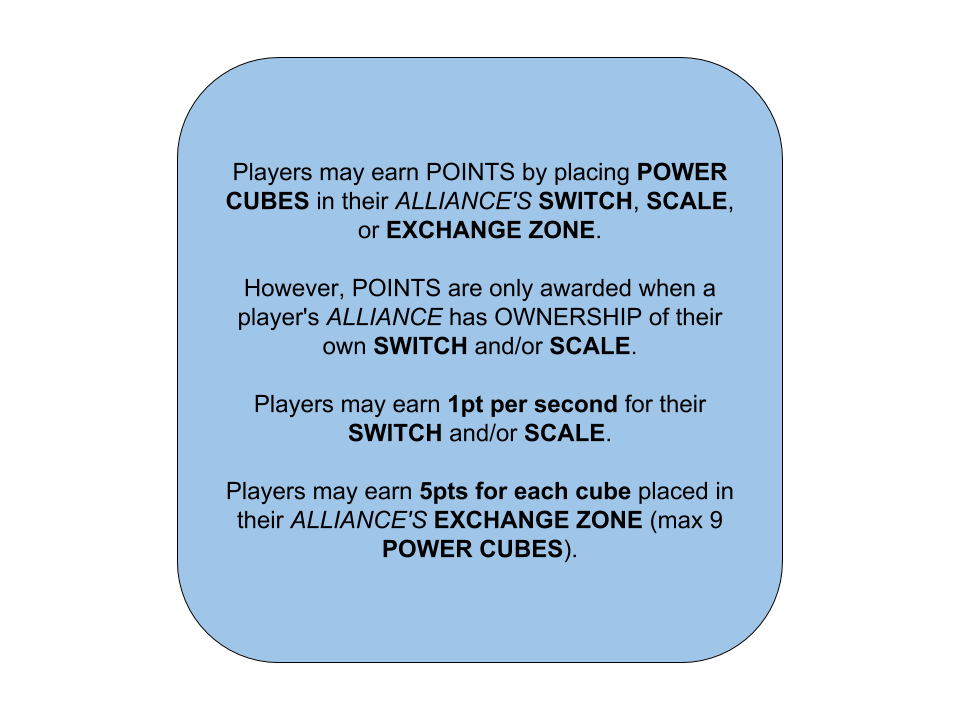 Players may earn POINTS by placing POWER
CUBES in their ALLIANCE'S SWITCH, SCALE,
or EXCHANGE ZONE.
However, POINTS are only awarded when a
player's ALLIANCE has OWNERSHIP of their
own SWITCH and/or SCALE.
Players may earn 1pt per second for their
SWITCH and/or SCALE.
Players may earn 5pts for each cube placed in
their ALLIANCE'S EXCHANGE ZONE (max 9
POWER CUBES).